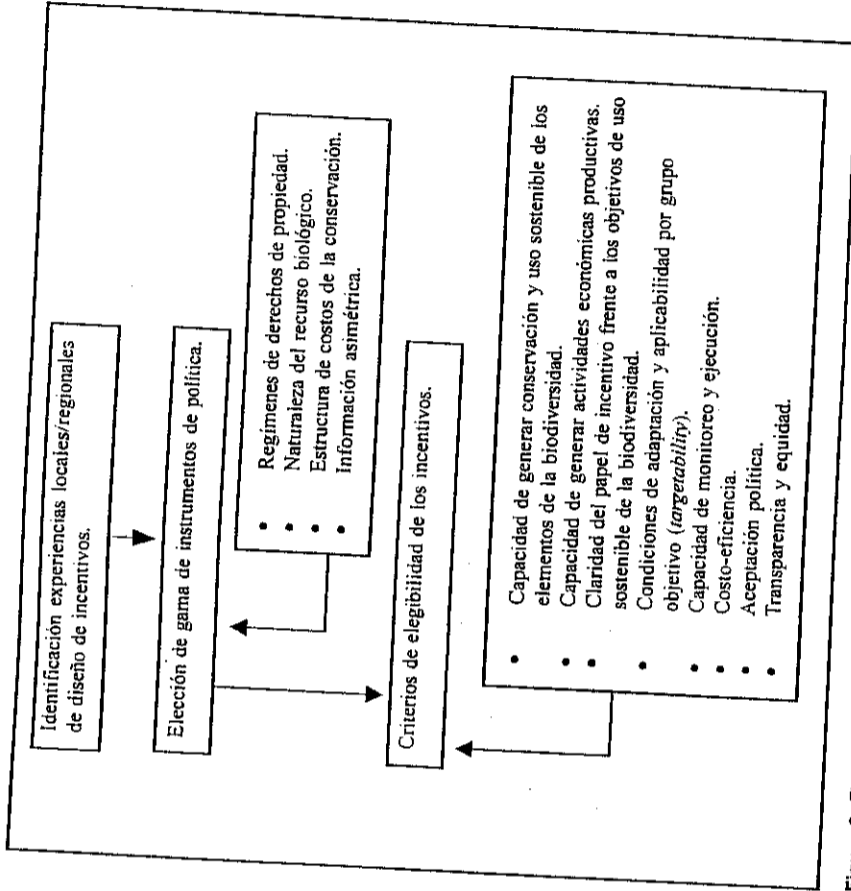 Identificación experiencias locales/regionales
de diseño de incentivos.
Elección de gama de instrumentos de política.
• Regímenes de derechos de propiedad.
• Naturaleza del recurso biológico.
• Estructura de costos de la conservación.
• Información asimétrica.
Criterios de elegibilidad de los incentivos.
• Capacidad de generar conservación y uso sostenible de los
elementos de la biodiversidad.
• Capacidad de generar actividades económicas productivas.
• Claridad del papel de incentivo frente a los objetivos de uso
sostenible de la biodiversidad.
• Condiciones de adaptación y aplicabilidad por grupo
objetivo (targetability).
• Capacidad de monitoreo y ejecución.
• Costo-eficiencia.
• Aceptación política.
• Transparencia y equidad.